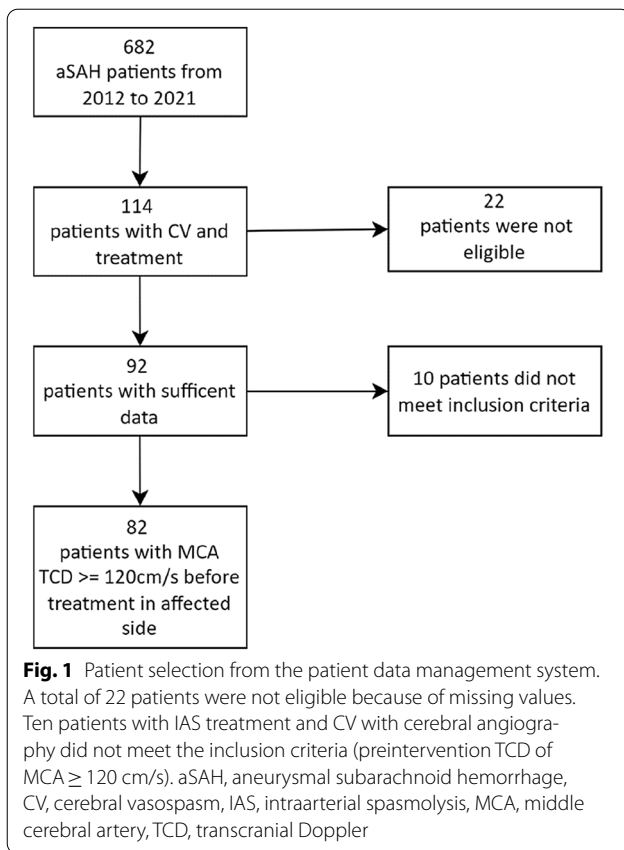 682
aSAH patients from
2012 to 2021
114
patients with CV and
treatment
22
patients were not
eligible
92
patients with sufficent
data
10 patients did not
meet inclusion criteria
82
patients with MCA
TCD >= 120cm/s before
treatment in affected
side
Fig. 1 Patient selection from the patient data management system.
A total of 22 patients were not eligible because of missing values.
Ten patients with IAS treatment and CV with cerebral angiogra-
phy did not meet the inclusion criteria (preintervention TCD of
MCA ≥ 120 cm/s). aSAH, aneurysmal subarachnoid hemorrhage,
CV, cerebral vasospasm, IAS, intraarterial spasmolysis, MCA, middle
cerebral artery, TCD, transcranial Doppler